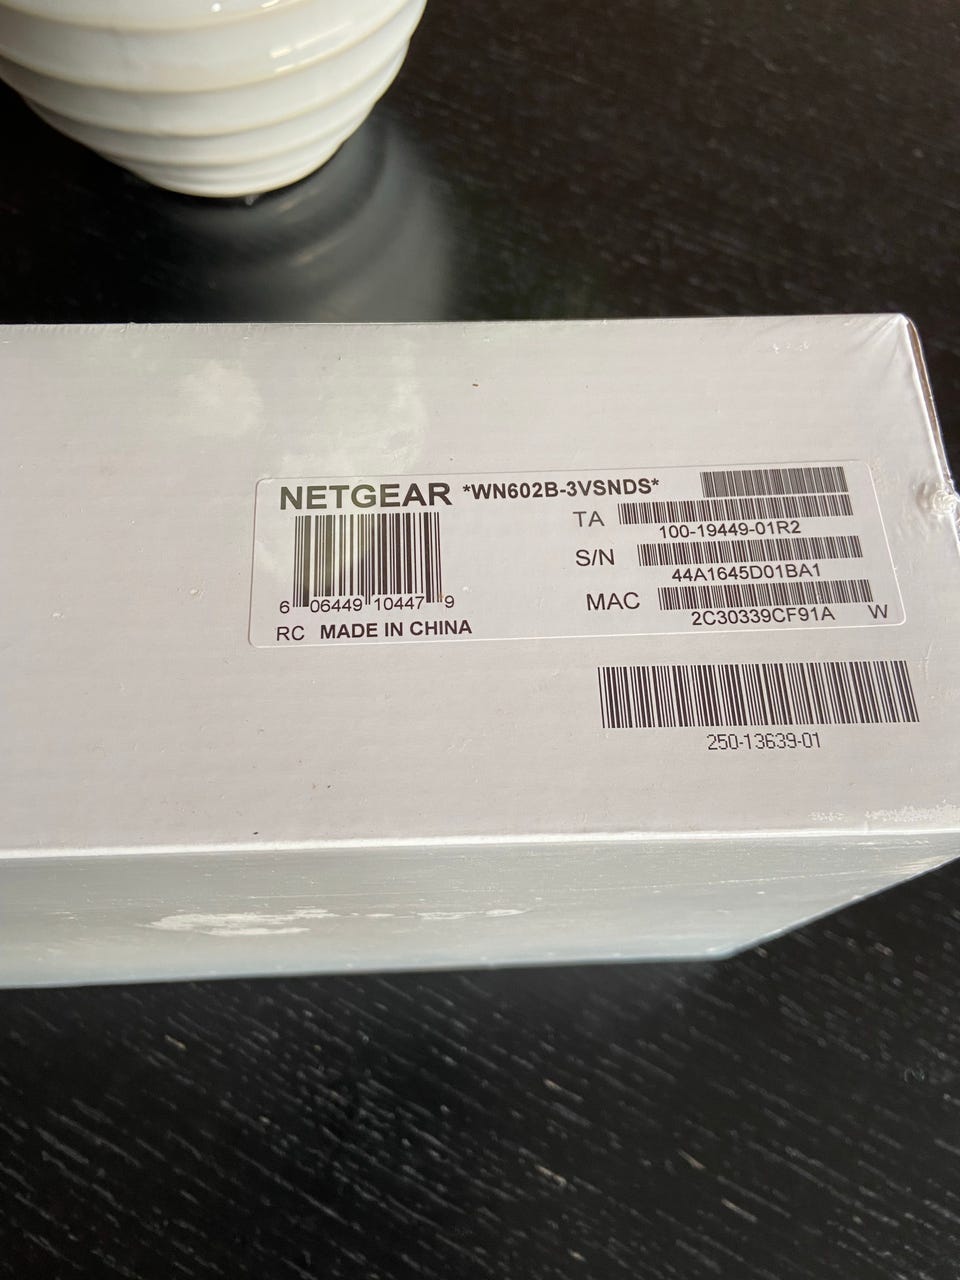 NETGEAR *WN602B-3VSNDS*
TA
100-19449-01R2
S/N
44A1645D01BA1
MAC
2C30339CF91A W
6 06449 10447 9
RC MADE IN CHINA
250-13639-01